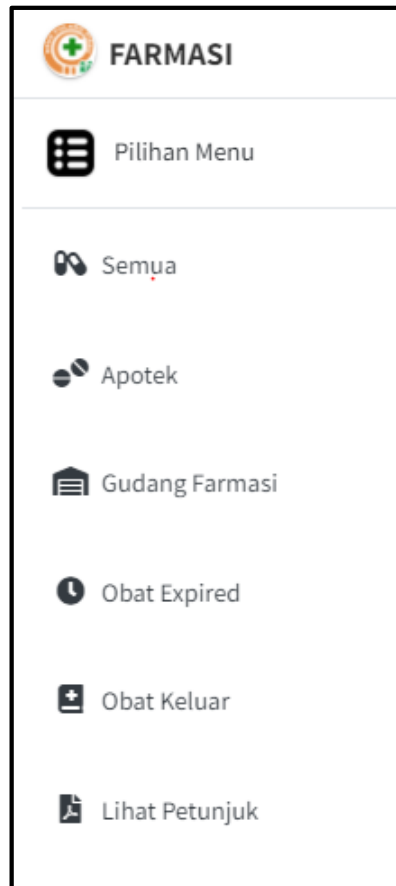 FARMASI
Pilihan Menu
Semua
Apotek
Gudang Farmasi
Obat Expired
Obat Keluar
Lihat Petunjuk